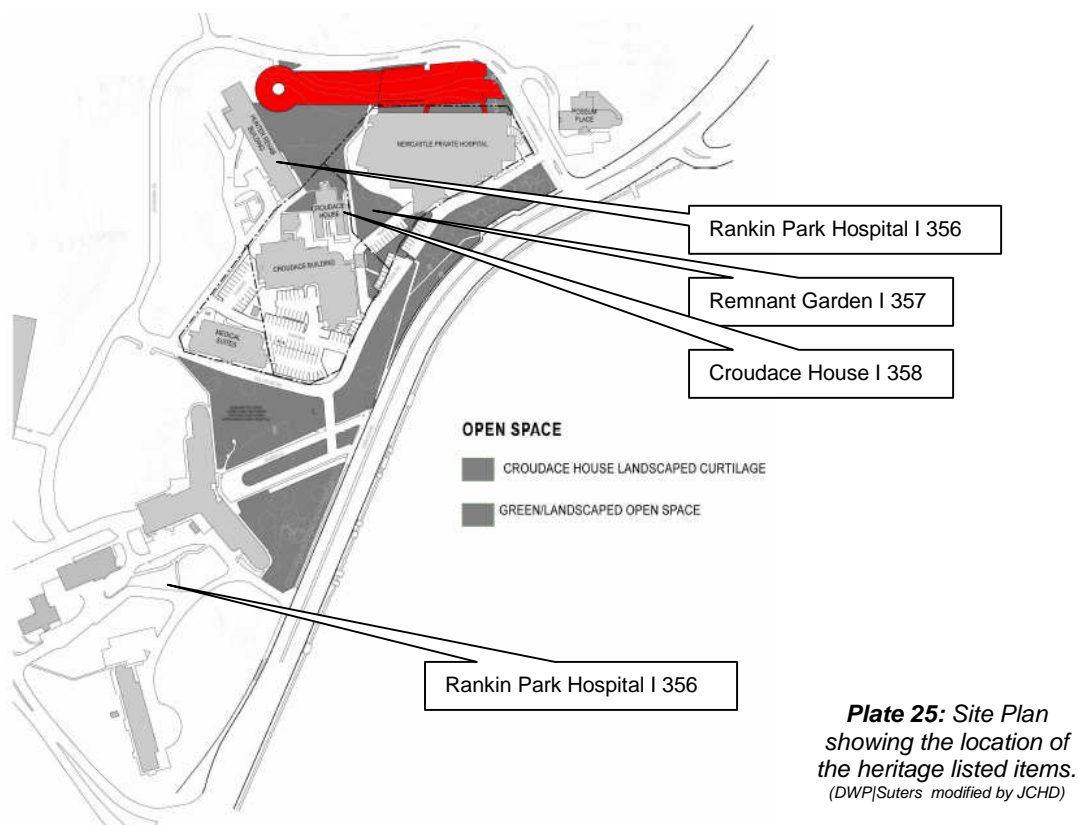 POSSUM
PLACE
NEWCASTLE PRIVATE HOSPITAL
BUILDING
CROUDACE
HOUSE
CROUDACE BUILDING
MEDICAL
SUITES
Rankin Park Hospital I 356
Remnant Garden I 357
Croudace House I 358
OPEN SPACE
CROUDACE HOUSE LANDSCAPED CURTILAGE
GREEN/LANDSCAPED OPEN SPACE
Rankin Park Hospital I 356
Plate 25: Site Plan
showing the location of
the heritage listed items.
(DWP|Suters modified by JCHD)